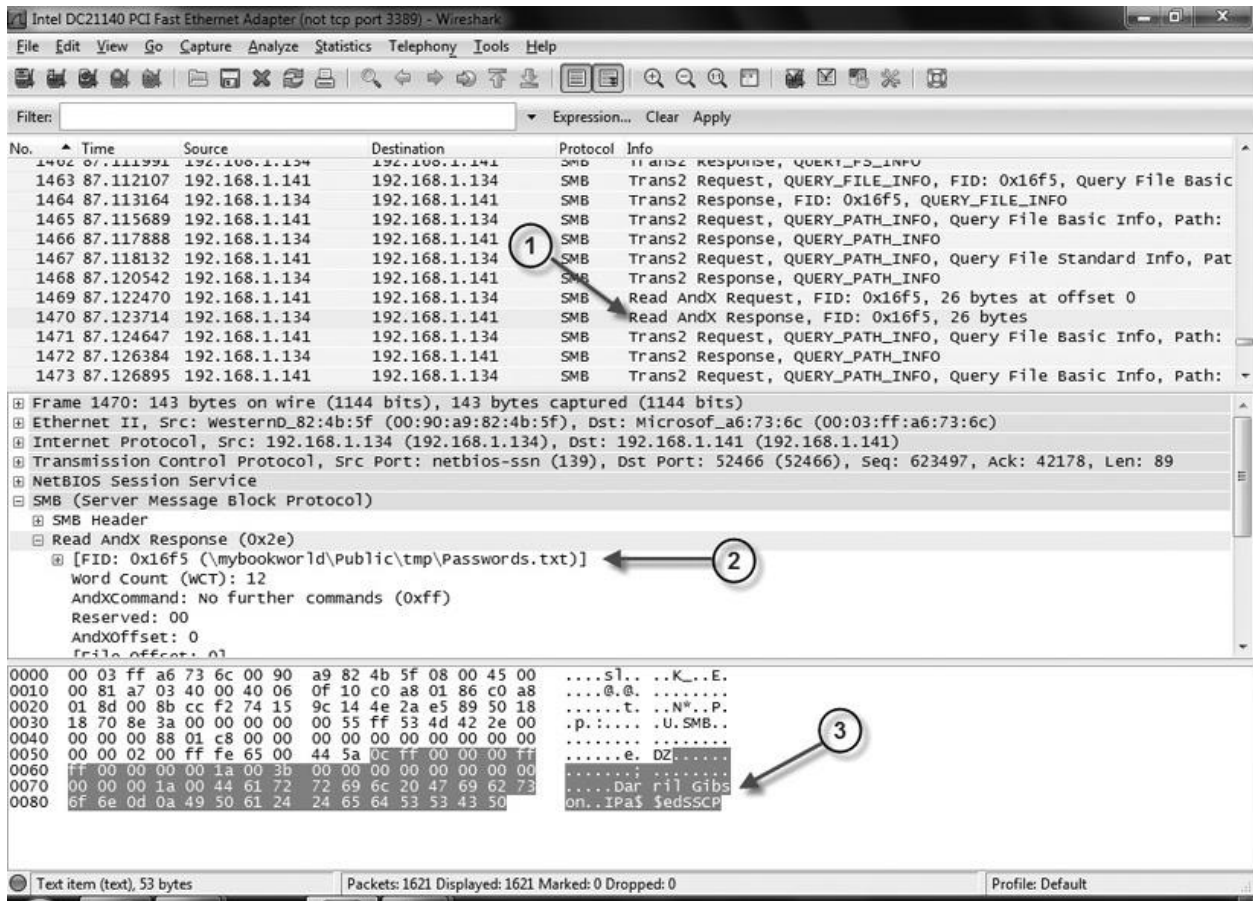 Intel DC21140 PCI Fast Ethernet Adapter (not tcp port 3389) - Wireshark
File Edit View Go Capture Analyze Statistics Telephony Tools Help
Filter: Expression... Clear Apply
No. Time Source Destination Protocol Info
1462 87.111991 192.168.1.134 192.168.1.141 SMB Trans2 Response, QUERY_FS_INFO
1463 87.112107 192.168.1.141 192.168.1.134 SMB Trans2 Request, QUERY_FILE_INFO, FID: 0x16f5, Query File Basic
1464 87.113164 192.168.1.134 192.168.1.141 SMB Trans2 Response, FID: 0x16f5, QUERY_FILE_INFO
1465 87.115689 192.168.1.141 192.168.1.134 SMB Trans2 Request, QUERY_PATH_INFO, Query File Basic Info, Path:
1466 87.117888 192.168.1.134 192.168.1.141 SMB Trans2 Response, QUERY_PATH_INFO
1467 87.118132 192.168.1.141 192.168.1.134 SMB Trans2 Request, QUERY_PATH_INFO, Query File Standard Info, Pat
1468 87.120542 192.168.1.134 192.168.1.141 SMB Trans2 Response, QUERY_PATH_INFO
1469 87.122470 192.168.1.141 192.168.1.134 SMB Read AndX Request, FID: 0x16f5, 26 bytes at offset 0
1470 87.123714 192.168.1.134 192.168.1.141 SMB Read AndX Response, FID: 0x16f5, 26 bytes
1471 87.124647 192.168.1.141 192.168.1.134 SMB Trans2 Request, QUERY_PATH_INFO, Query File Basic Info, Path:
1472 87.126384 192.168.1.134 192.168.1.141 SMB Trans2 Response, QUERY_PATH_INFO
1473 87.126895 192.168.1.141 192.168.1.134 SMB Trans2 Request, QUERY_PATH_INFO, Query File Basic Info, Path:
1
Frame 1470: 143 bytes on wire (1144 bits), 143 bytes captured (1144 bits)
Ethernet II, Src: WesternD_82:4b:5f (00:90:a9:82:4b:5f), Dst: Microsof_a6:73:6c (00:03:ff:a6:73:6c)
Internet Protocol, Src: 192.168.1.134 (192.168.1.134), Dst: 192.168.1.141 (192.168.1.141)
Transmission Control Protocol, Src Port: netbios-ssn (139), Dst Port: 52466 (52466), Seq: 623497, Ack: 42178, Len: 89
NetBIOS Session Service
SMB (Server Message Block Protocol)
SMB Header
Read AndX Response (0x2e)
[FID: 0x16f5 (\mybookworld\Public\tmp\Passwords.txt)]
2
Word Count (WCT): 12
AndXCommand: No further commands (0xff)
Reserved: 00
AndXOffset: 0
[File Offset: 0]
0000 00 03 ff a6 73 6c 00 90 a9 82 4b 5f 08 00 45 00 ....sl.. ..K_..E.
0010 00 81 a7 03 40 00 40 06 0f 10 c0 a8 01 86 c0 a8 ....@.@. ........
0020 01 8d 00 8b cc f2 74 15 9c 14 4e 2a e5 89 50 18 ......t. ..N*..P.
0030 18 70 8e 3a 00 00 00 00 00 55 ff 53 4d 42 2e 00 .p.:.... .U.SMB..
0040 00 00 00 88 01 c8 00 00 00 00 00 00 00 00 00 00 ........ ........
0050 00 00 02 00 ff fe 65 00 44 5a 0c ff 00 00 00 ff ......e. DZ......
0060 ff 00 00 00 00 1a 00 3b 00 00 00 00 00 00 00 00 .......; ........
0070 00 00 00 1a 00 44 61 72 72 69 6c 20 47 69 62 73 .....Dar ril Gibs
0080 6f 6e 0d 0a 49 50 61 24 24 65 64 53 53 43 50 on..IPa$ $edSSCP
3
Text item (text), 53 bytes Packets: 1621 Displayed: 1621 Marked: 0 Dropped: 0 Profile: Default